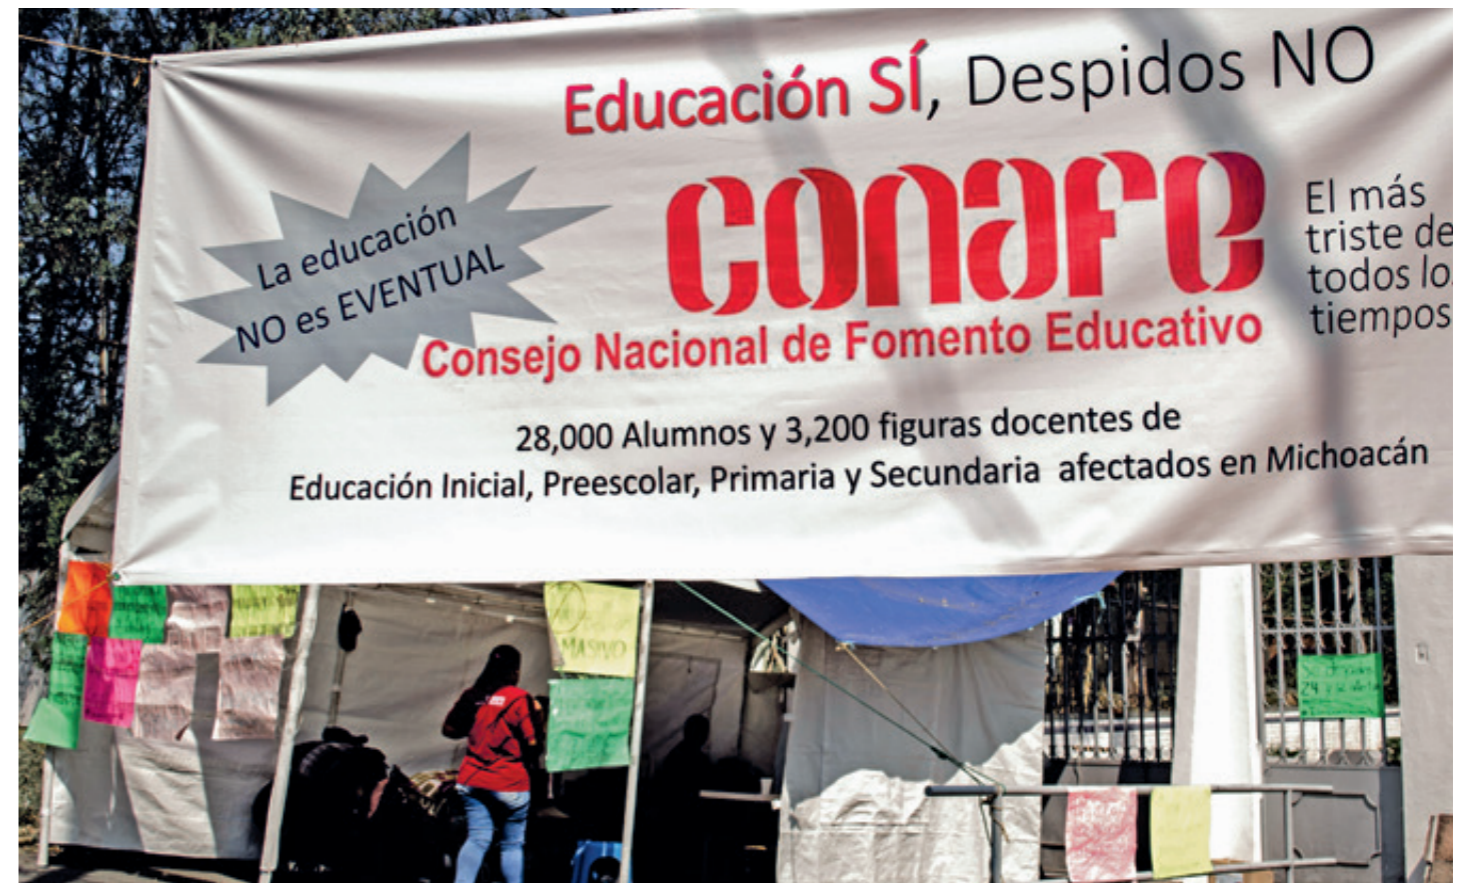 Educación SÍ, Despidos NO
La educación
NO es EVENTUAL
conafe
Consejo Nacional de Fomento Educativo
El más
triste de
todos lo
tiempos
28,000 Alumnos y 3,200 figuras docentes de
Educación Inicial, Preescolar, Primaria y Secundaria afectados en Michoacán
MASIVO
24